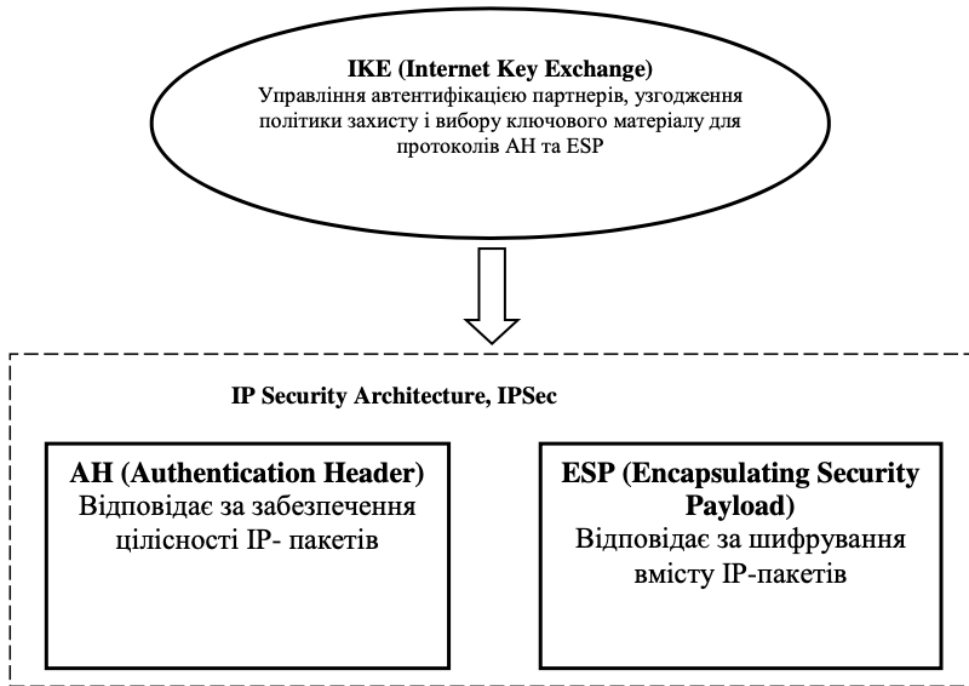 IKE (Internet Key Exchange)
Управління автентифікацією партнерів, узгодження
політики захисту і вибору ключового матеріалу для
протоколів AH та ESP
IP Security Architecture, IPSec
AH (Authentication Header)
Відповідає за забезпечення
цілісності IP- пакетів
ESP (Encapsulating Security
Payload)
Відповідає за шифрування
вмісту IP-пакетів